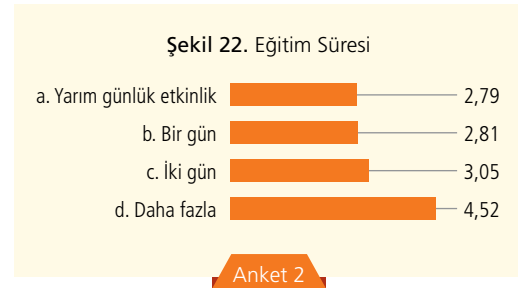 Şekil 22. Eğitim Süresi
a. Yarım günlük etkinlik 2,79
b. Bir gün 2,81
c. İki gün 3,05
d. Daha fazla 4,52
Anket 2